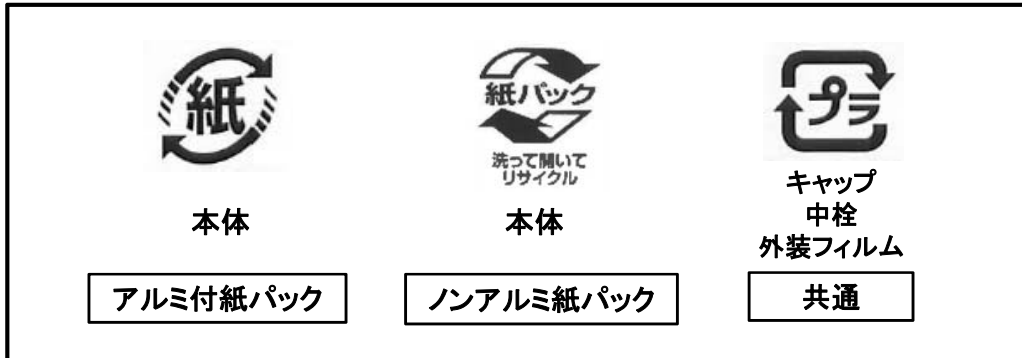 紙
本体
アルミ付紙パック
紙パック
洗って開いて
リサイクル
本体
ノンアルミ紙パック
プラ
キャップ
中栓
外装フィルム
共通